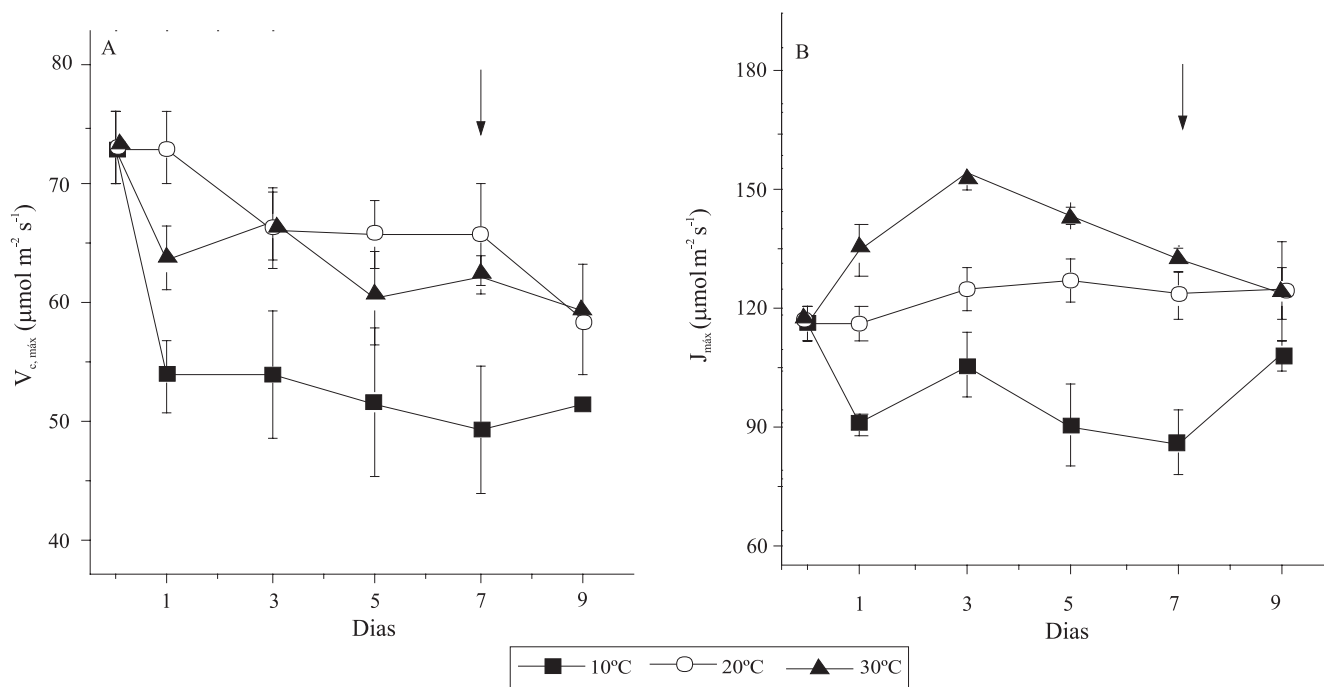 A
80
70
60
50
40
V c, máx (µmol m⁻² s⁻¹)
1 3 5 7 9
Dias
B
180
150
120
90
60
J máx (µmol m⁻² s⁻¹)
1 3 5 7 9
Dias
10ºC 20ºC 30ºC